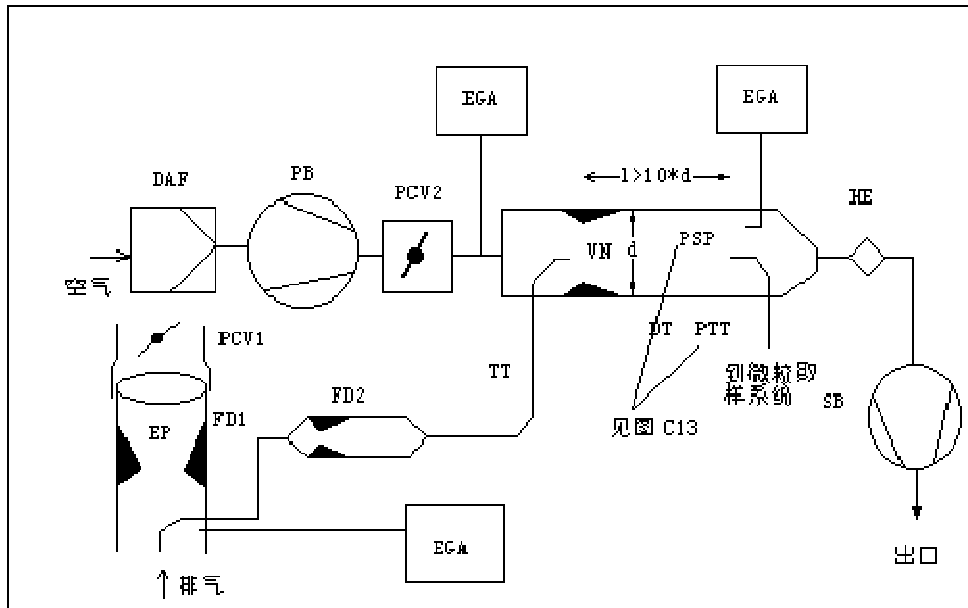 EGA
EGA
DAF
PB
PCV2
l>10*d
HE
空气
VN
d
PSP
PCV1
DT
PTT
TT
到微粒取
样系统
SB
FD2
EP
FD1
见图 C13
EGA
出口
排气